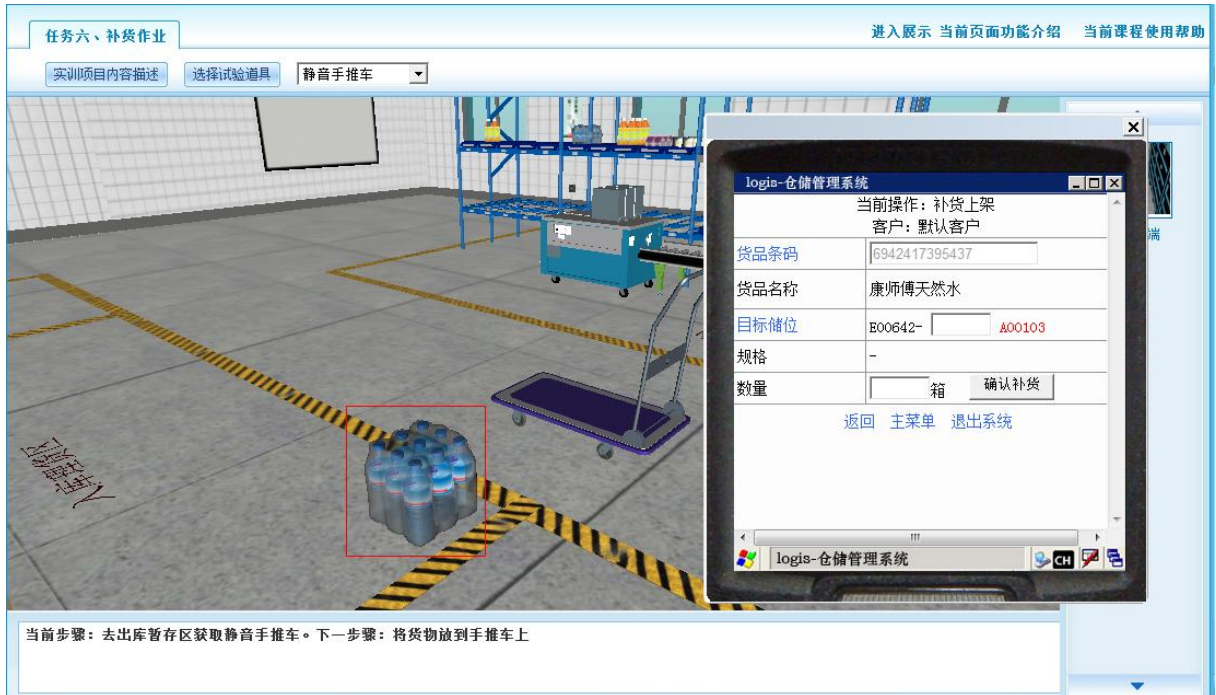 任务六、补货作业
进入展示 当前页面功能介绍 当前课程使用帮助
实训项目内容描述 选择试验道具 静音手推车
logis-仓储管理系统
当前操作：补货上架
客户：默认客户
货品条码 6942417395437
货品名称 康师傅天然水
目标储位 E00642- A00103
规格 -
数量 箱 确认补货
返回 主菜单 退出系统
logis-仓储管理系统 CH
端
入库缓存区
当前步骤：去出库暂存区获取静音手推车。下一步骤：将货物放到手推车上